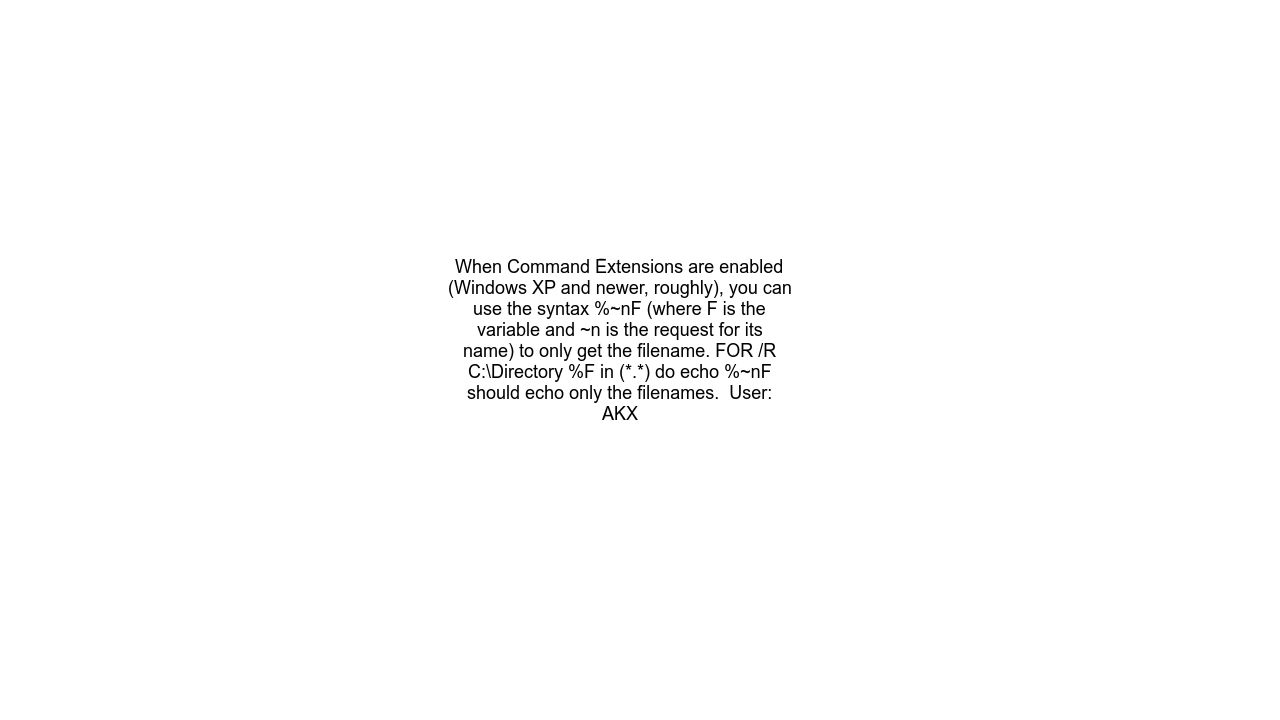 When Command Extensions are enabled
(Windows XP and newer, roughly), you can
use the syntax %~nF (where F is the
variable and ~n is the request for its
name) to only get the filename. FOR /R
C:\Directory %F in (*.*) do echo %~nF
should echo only the filenames.  User:
AKX